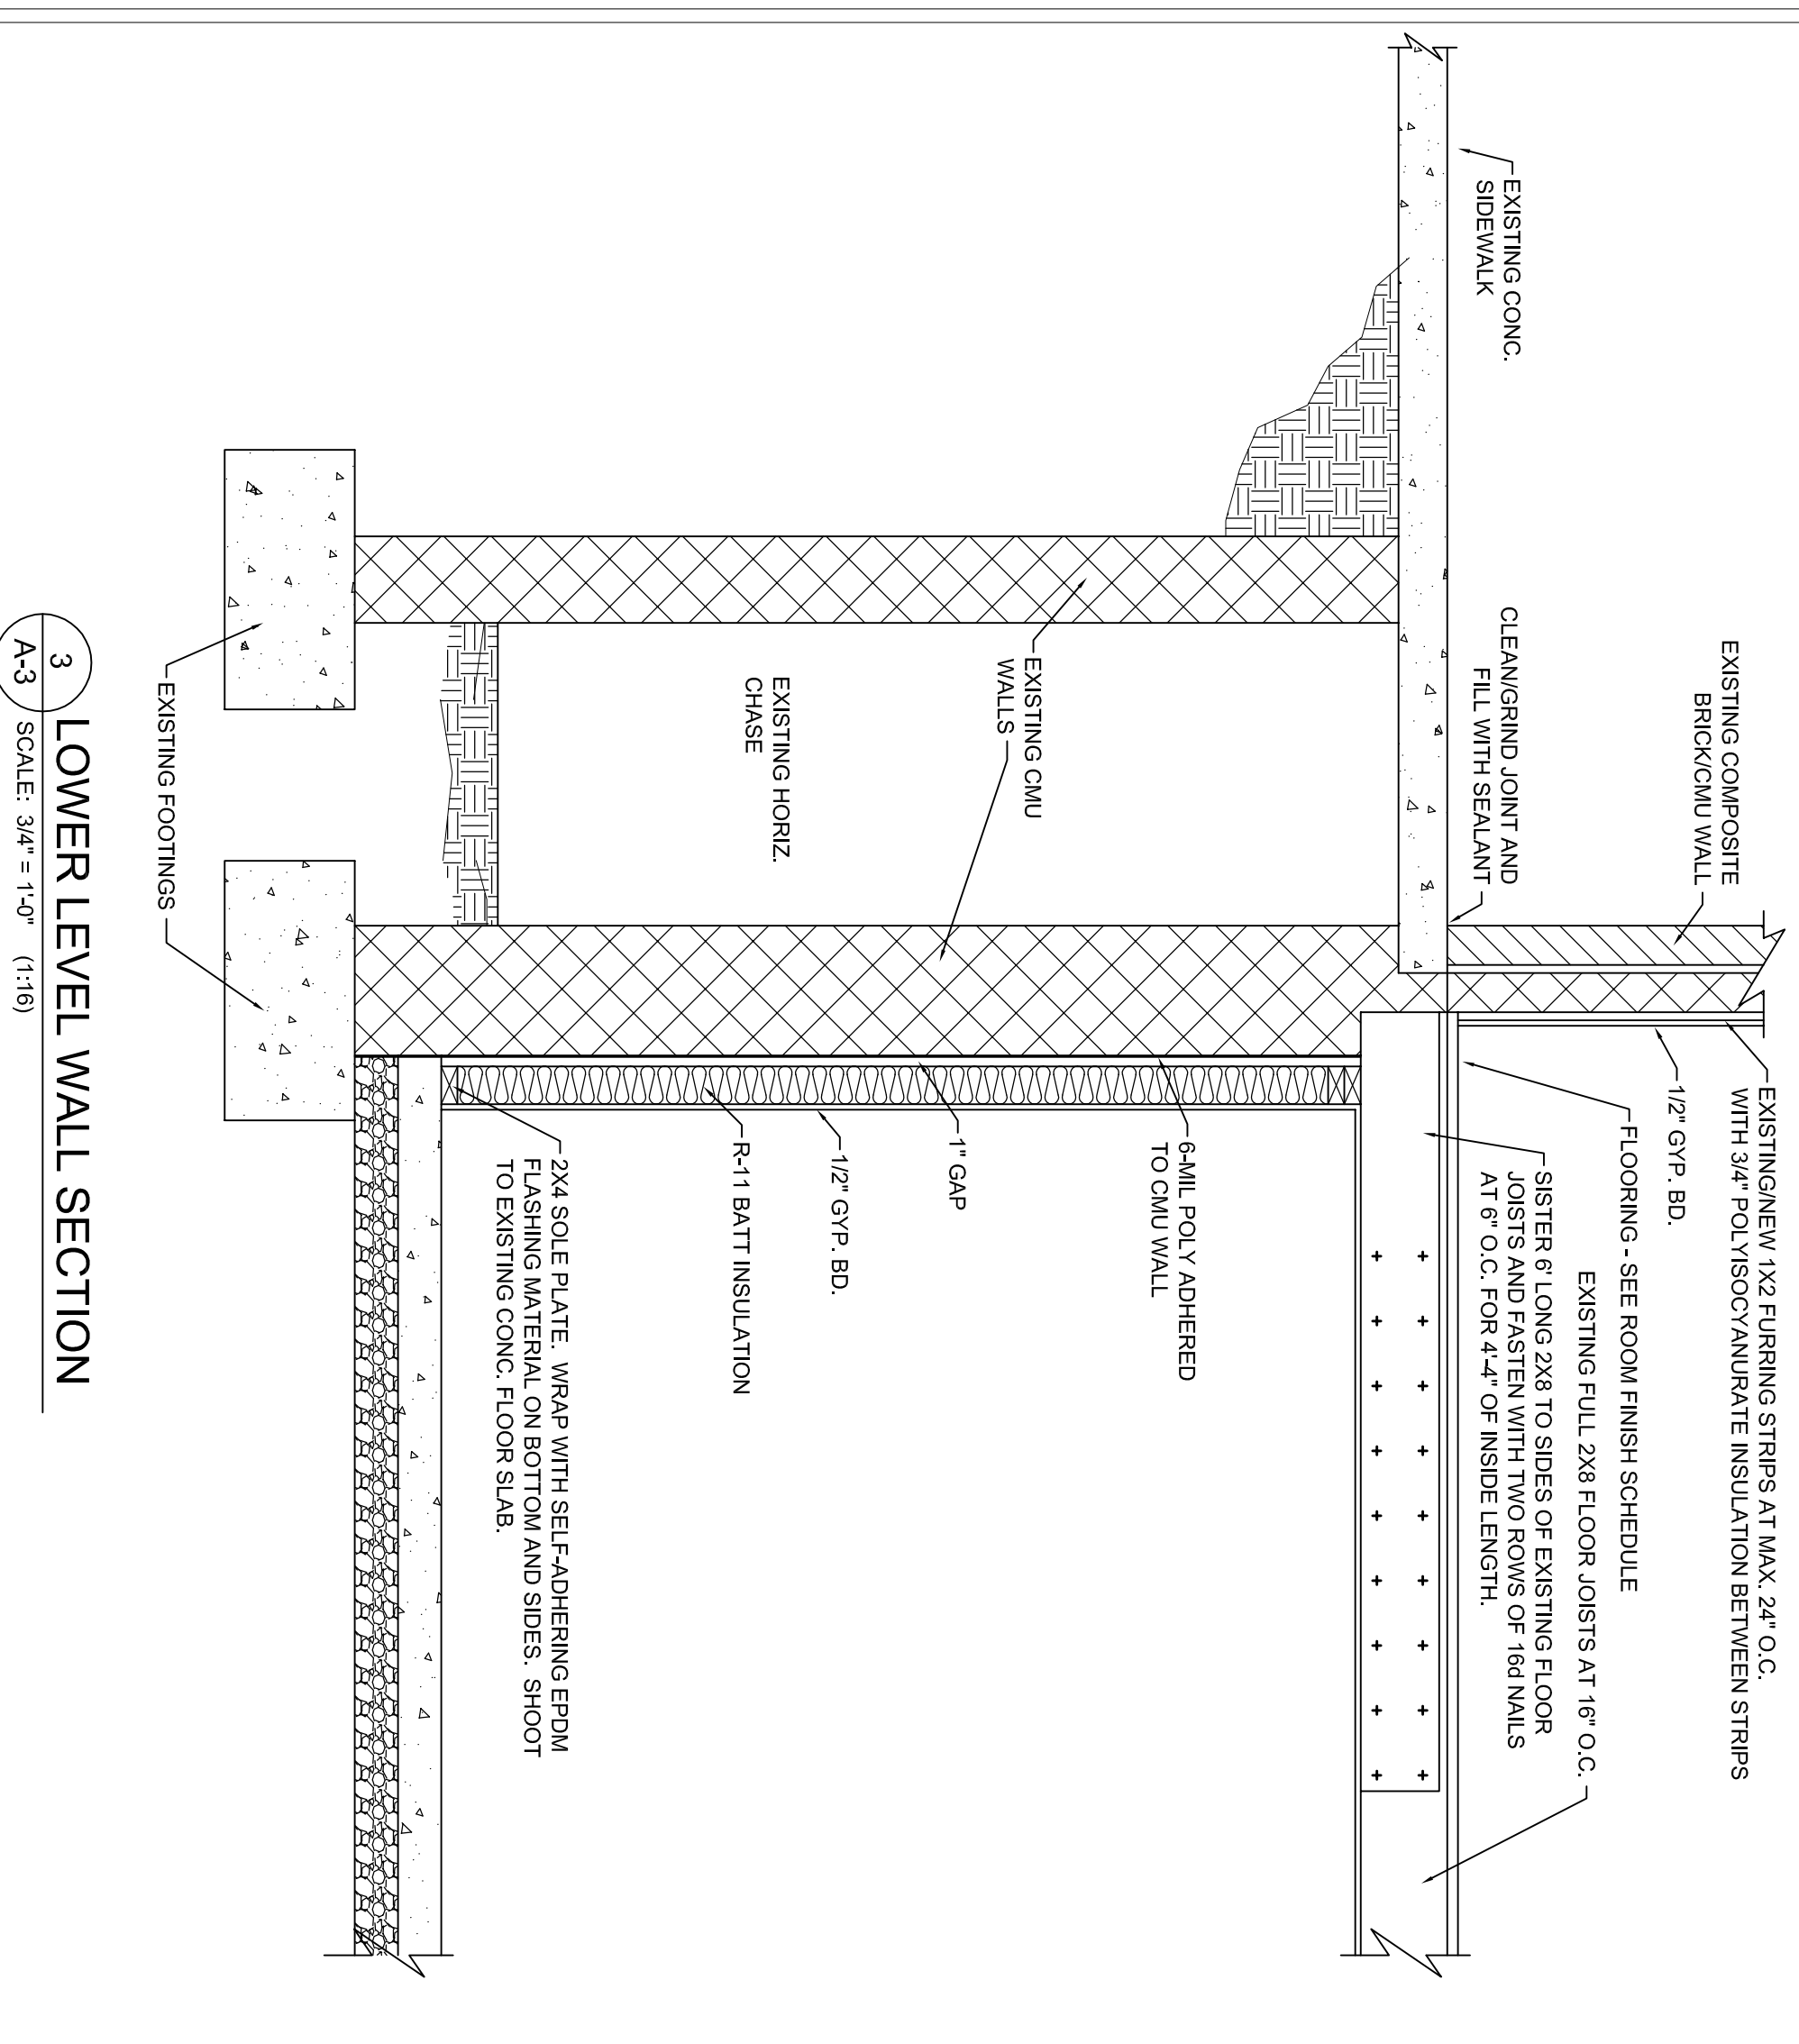 EXISTING/NEW 1X2 FURRING STRIPS AT MAX. 24" O.C.
WITH 3/4" POLYISOCYANURATE INSULATION BETWEEN STRIPS
1/2" GYP. BD.
FLOORING - SEE ROOM FINISH SCHEDULE
EXISTING FULL 2X8 FLOOR JOISTS AT 16" O.C.
SISTER 6' LONG 2X8 TO SIDES OF EXISTING FLOOR
JOISTS AND FASTEN WITH TWO ROWS OF 16d NAILS
AT 6" O.C. FOR 4'-4" OF INSIDE LENGTH.
EXISTING COMPOSITE
BRICK/CMU WALL
CLEAN/GRIND JOINT AND
FILL WITH SEALANT
EXISTING CONC.
SIDEWALK
6-MIL POLY ADHERED
TO CMU WALL
EXISTING CMU
WALLS
1" GAP
1/2" GYP. BD.
EXISTING HORIZ.
CHASE
R-11 BATT INSULATION
2X4 SOLE PLATE. WRAP WITH SELF-ADHERING EPDM
FLASHING MATERIAL ON BOTTOM AND SIDES. SHOOT
TO EXISTING CONC. FLOOR SLAB.
EXISTING FOOTINGS
3
A-3
LOWER LEVEL WALL SECTION
SCALE: 3/4" = 1'-0" (1:16)